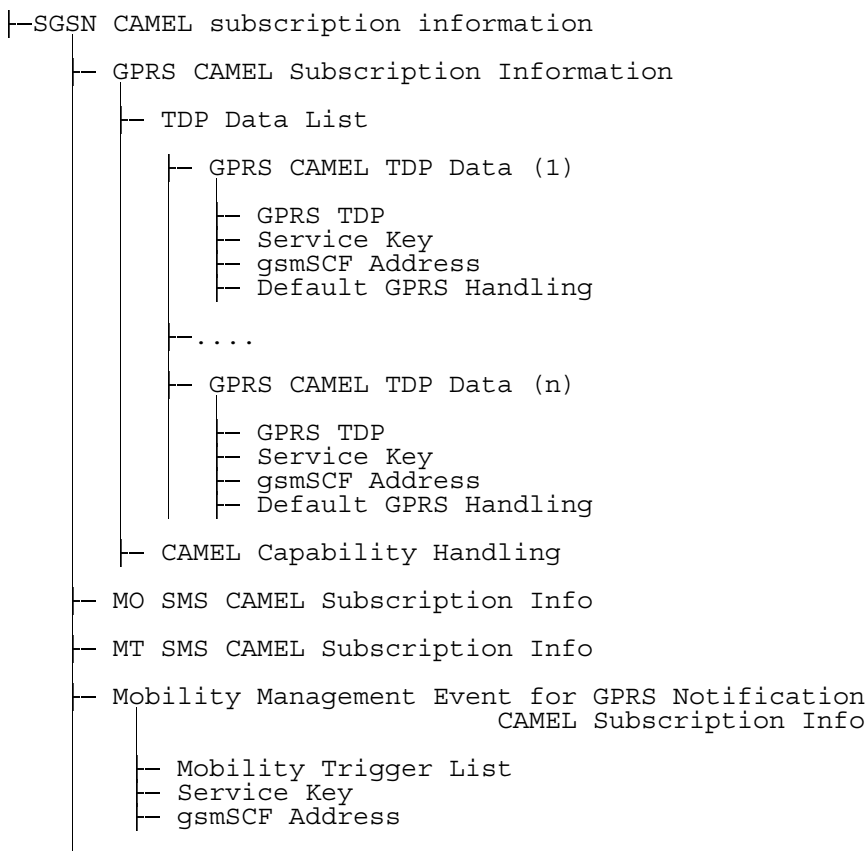 SGSN CAMEL subscription information
GPRS CAMEL Subscription Information
TDP Data List
GPRS CAMEL TDP Data (1)
GPRS TDP
Service Key
gsmSCF Address
Default GPRS Handling
....
GPRS CAMEL TDP Data (n)
GPRS TDP
Service Key
gsmSCF Address
Default GPRS Handling
CAMEL Capability Handling
MO SMS CAMEL Subscription Info
MT SMS CAMEL Subscription Info
Mobility Management Event for GPRS Notification
CAMEL Subscription Info
Mobility Trigger List
Service Key
gsmSCF Address